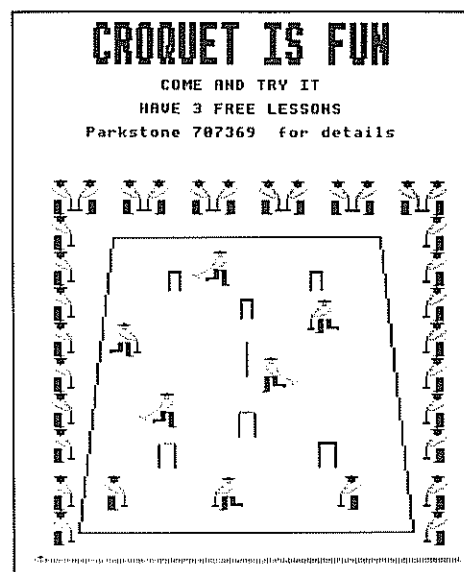 CROQUET IS FUN
COME AND TRY IT
HAVE 3 FREE LESSONS
Parkstone 707369 for details